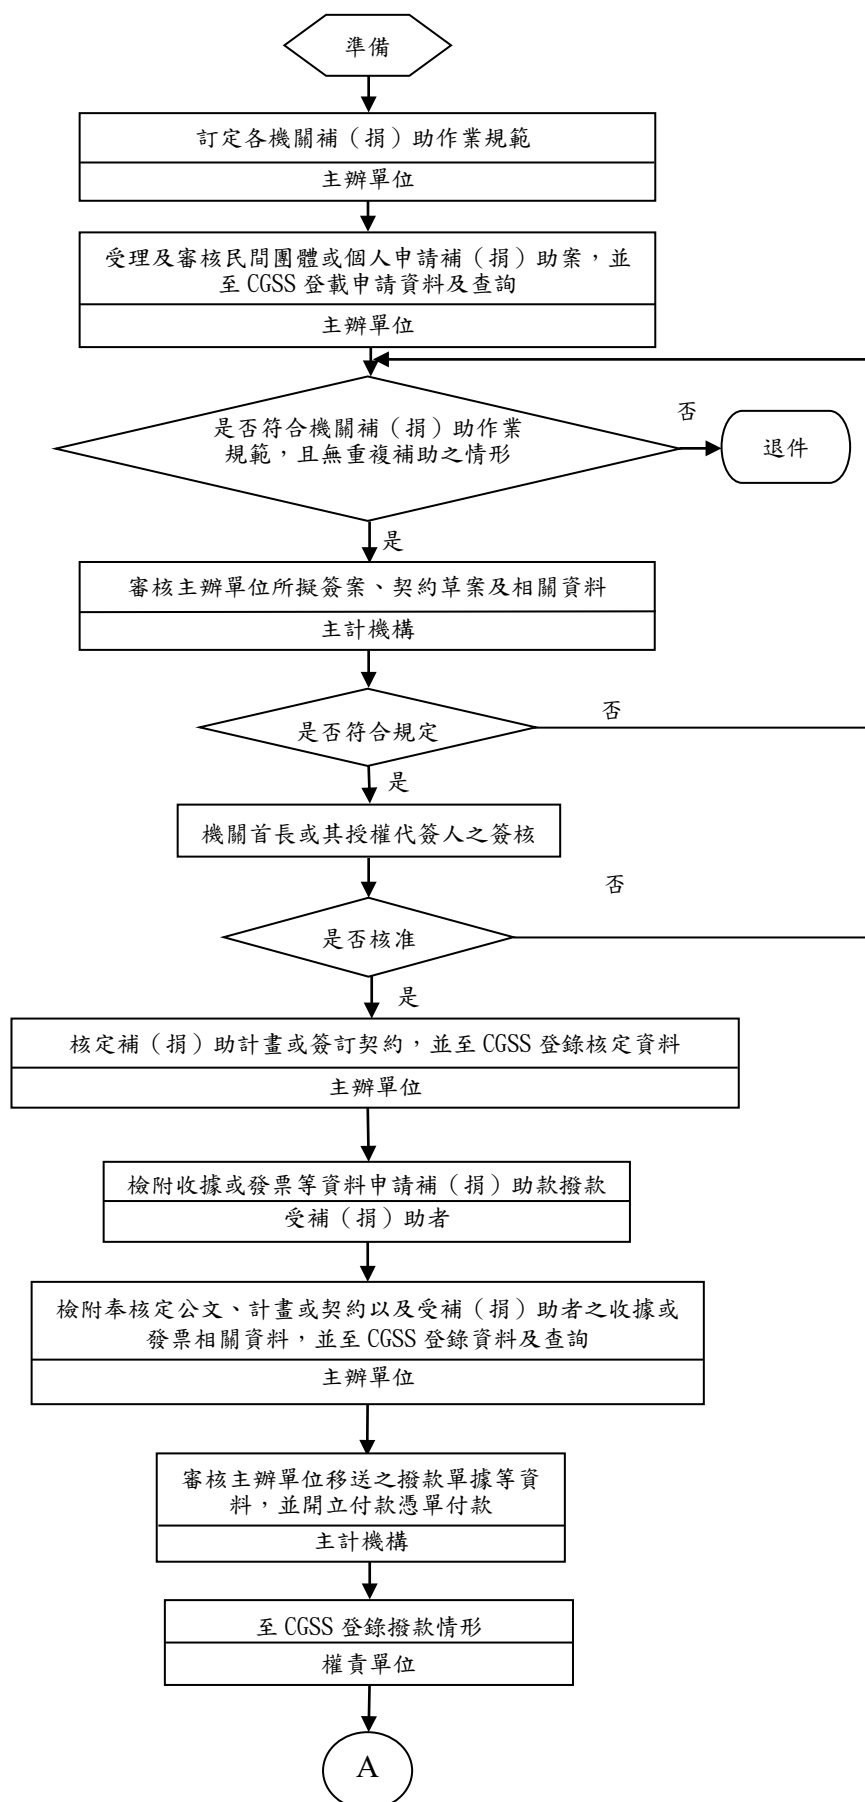 準備
訂定各機關補（捐）助作業規範
主辦單位
受理及審核民間團體或個人申請補（捐）助案，並
至 CGSS 登載申請資料及查詢
主辦單位
是否符合機關補（捐）助作業
規範，且無重複補助之情形
否
退件
是
審核主辦單位所擬簽案、契約草案及相關資料
主計機構
是否符合規定
否
是
機關首長或其授權代簽人之簽核
是否核准
否
是
核定補（捐）助計畫或簽訂契約，並至 CGSS 登錄核定資料
主辦單位
檢附收據或發票等資料申請補（捐）助款撥款
受補（捐）助者
檢附奉核定公文、計畫或契約以及受補（捐）助者之收據或
發票相關資料，並至 CGSS 登錄資料及查詢
主辦單位
審核主辦單位移送之撥款單據等資
料，並開立付款憑單付款
主計機構
至 CGSS 登錄撥款情形
權責單位
A